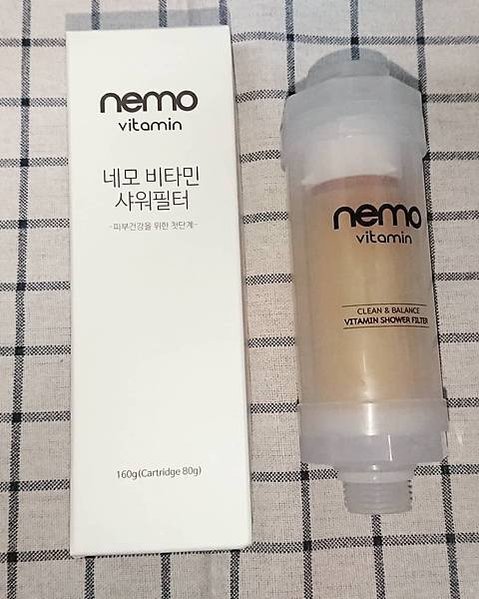 nemo
vitamin
네모 비타민
샤워필터
-피부건강을 위한 첫단계-
160g(Cartridge 80g)
nemo
vitamin
CLEAN & BALANCE
VITAMIN SHOWER FILTER